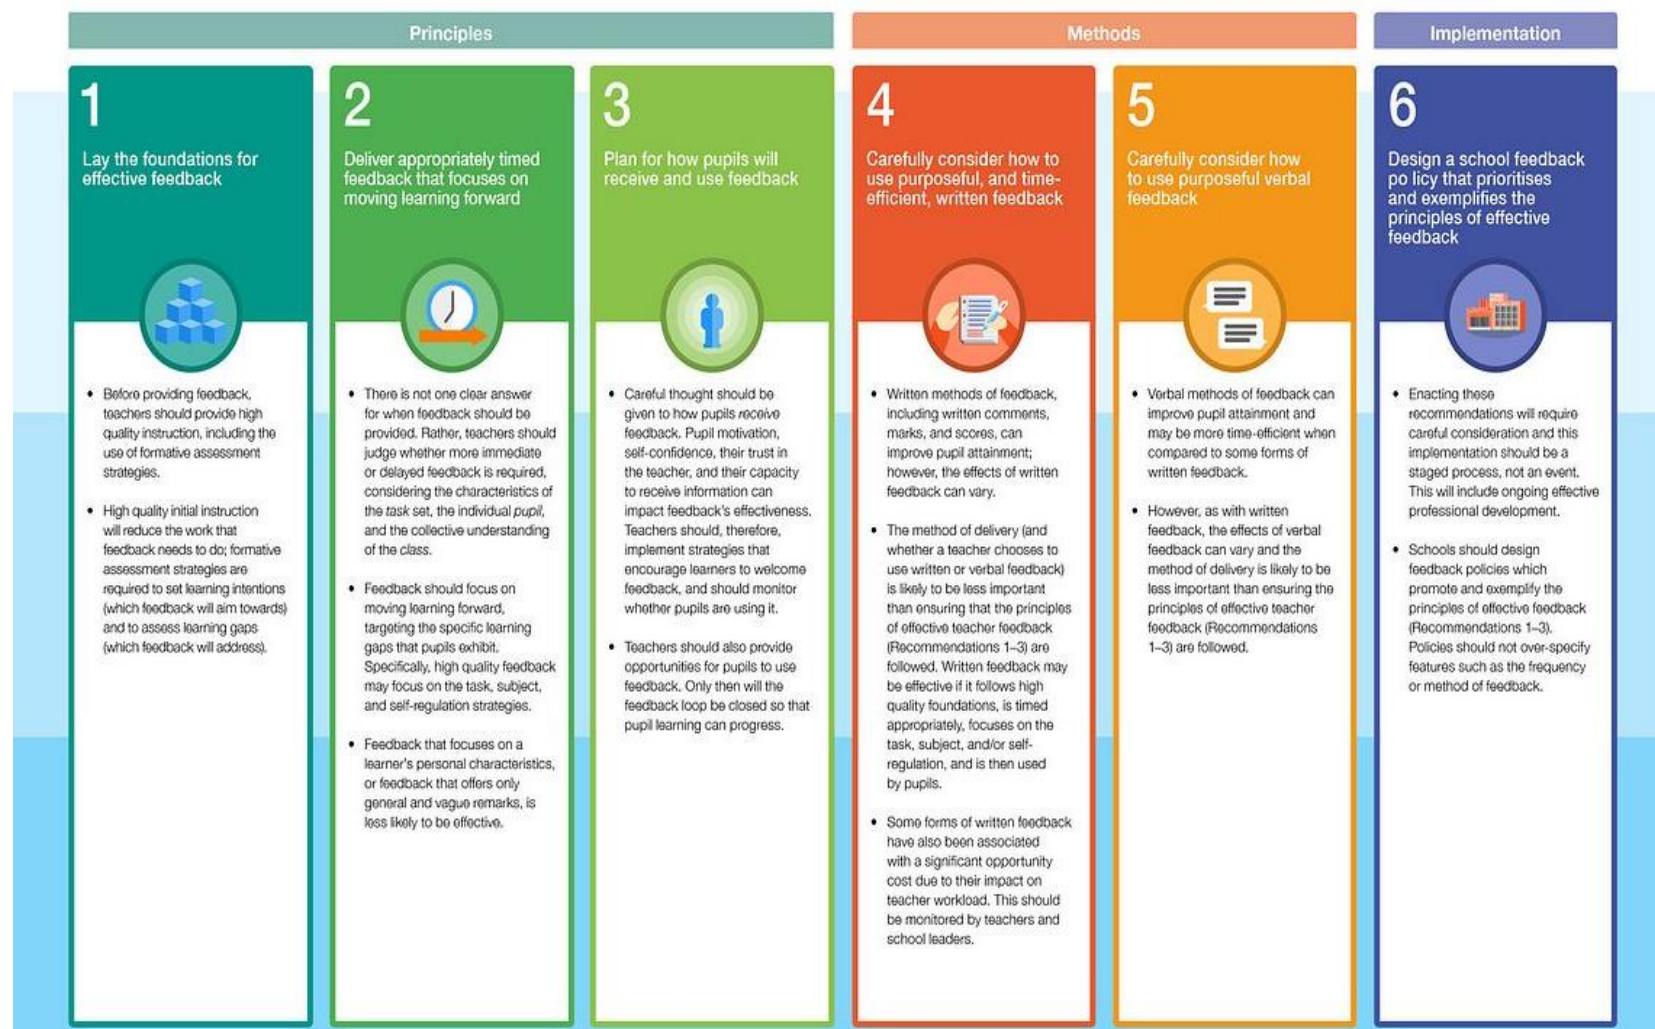 Principles
Methods
Implementation
1
Lay the foundations for
effective feedback
• Before providing feedback,
teachers should provide high
quality instruction, including the
use of formative assessment
strategies.
• High quality initial instruction
will reduce the work that
feedback needs to do; formative
assessment strategies are
required to set learning intentions
(which feedback will aim towards)
and to assess learning gaps
(which feedback will address).
2
Deliver appropriately timed
feedback that focuses on
moving learning forward
• There is not one clear answer
for when feedback should be
provided. Rather, teachers should
judge whether more immediate
or delayed feedback is required,
considering the characteristics of
the task set, the individual pupil,
and the collective understanding
of the class.
• Feedback should focus on
moving learning forward,
targeting the specific learning
gaps that pupils exhibit.
Specifically, high quality feedback
may focus on the task, subject,
and self-regulation strategies.
• Feedback that focuses on a
learner's personal characteristics,
or feedback that offers only
general and vague remarks, is
less likely to be effective.
3
Plan for how pupils will
receive and use feedback
• Careful thought should be
given to how pupils receive
feedback. Pupil motivation,
self-confidence, their trust in
the teacher, and their capacity
to receive information can
impact feedback's effectiveness.
Teachers should, therefore,
implement strategies that
encourage learners to welcome
feedback, and should monitor
whether pupils are using it.
• Teachers should also provide
opportunities for pupils to use
feedback. Only then will the
feedback loop be closed so that
pupil learning can progress.
4
Carefully consider how to
use purposeful, and time-
efficient, written feedback
• Written methods of feedback,
including written comments,
marks, and scores, can
improve pupil attainment;
however, the effects of written
feedback can vary.
• The method of delivery (and
whether a teacher chooses to
use written or verbal feedback)
is likely to be less important
than ensuring that the principles
of effective teacher feedback
(Recommendations 1–3) are
followed. Written feedback may
be effective if it follows high
quality foundations, is timed
appropriately, focuses on the
task, subject, and/or self-
regulation, and is then used
by pupils.
• Some forms of written feedback
have also been associated
with a significant opportunity
cost due to their impact on
teacher workload. This should
be monitored by teachers and
school leaders.
5
Carefully consider how
to use purposeful verbal
feedback
• Verbal methods of feedback can
improve pupil attainment and
may be more time-efficient when
compared to some forms of
written feedback.
• However, as with written
feedback, the effects of verbal
feedback can vary and the
method of delivery is likely to be
less important than ensuring the
principles of effective teacher
feedback (Recommendations
1–3) are followed.
6
Design a school feedback
po licy that prioritises
and exemplifies the
principles of effective
feedback
• Enacting these
recommendations will require
careful consideration and this
implementation should be a
staged process, not an event.
This will include ongoing effective
professional development.
• Schools should design
feedback policies which
promote and exemplify the
principles of effective feedback
(Recommendations 1–3).
Policies should not over-specify
features such as the frequency
or method of feedback.